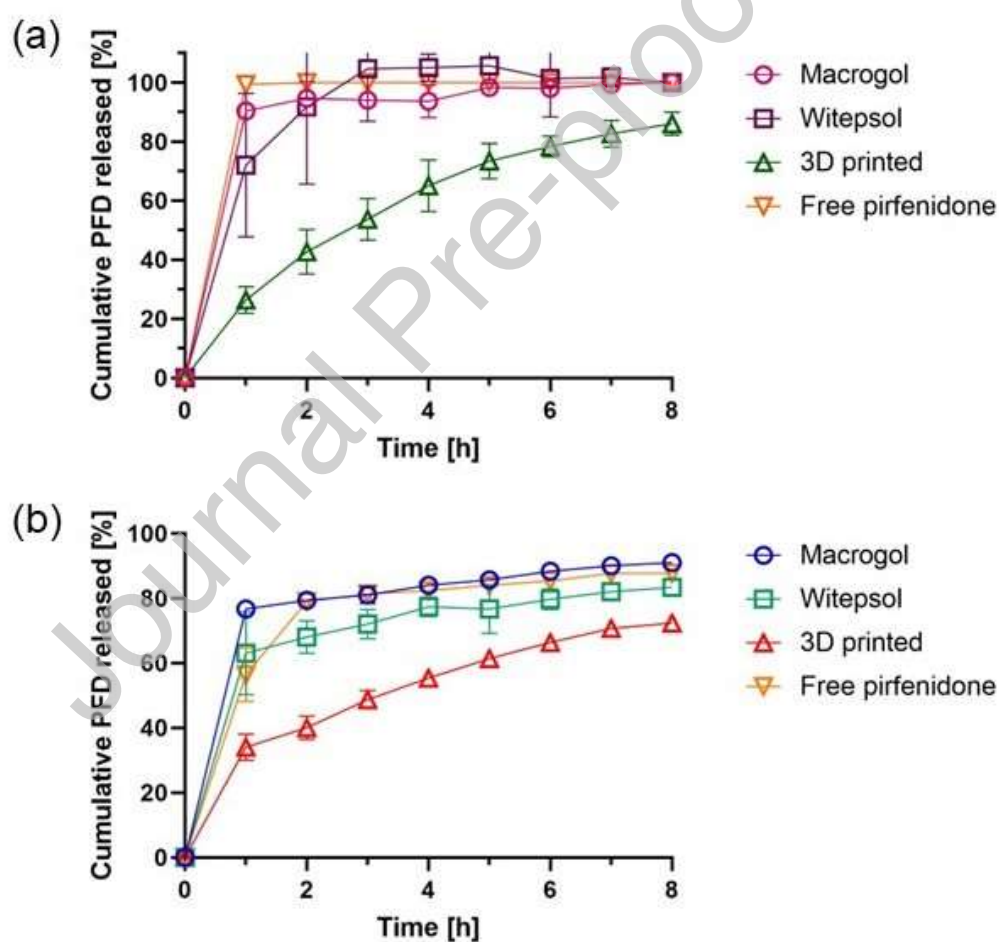 (a)
Cumulative PFD released [%]
100
80
60
40
20
0
0 2 4 6 8
Time [h]
Macrogol
Witepsol
3D printed
Free pirfenidone
(b)
Cumulative PFD released [%]
100
80
60
40
20
0
0 2 4 6 8
Time [h]
Macrogol
Witepsol
3D printed
Free pirfenidone
Journal Pre-proo